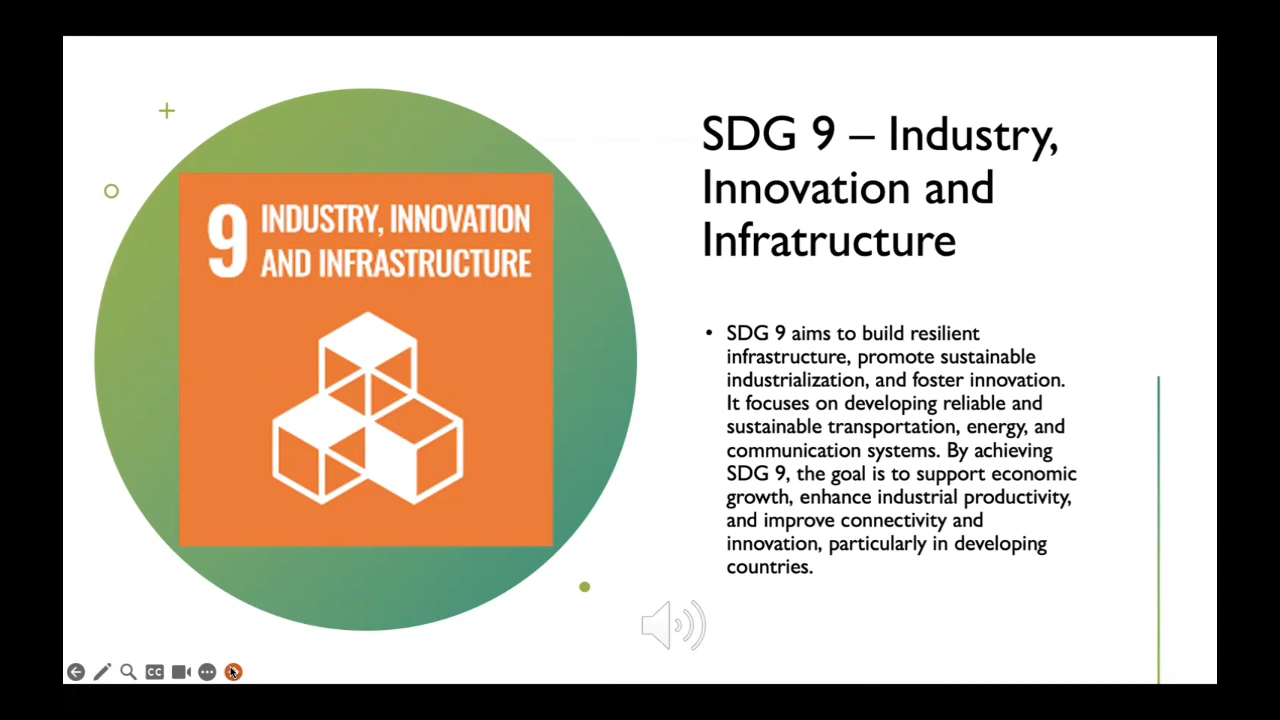 9 INDUSTRY, INNOVATION
AND INFRASTRUCTURE
SDG 9 – Industry,
Innovation and
Infratructure
• SDG 9 aims to build resilient
infrastructure, promote sustainable
industrialization, and foster innovation.
It focuses on developing reliable and
sustainable transportation, energy, and
communication systems. By achieving
SDG 9, the goal is to support economic
growth, enhance industrial productivity,
and improve connectivity and
innovation, particularly in developing
countries.
CC